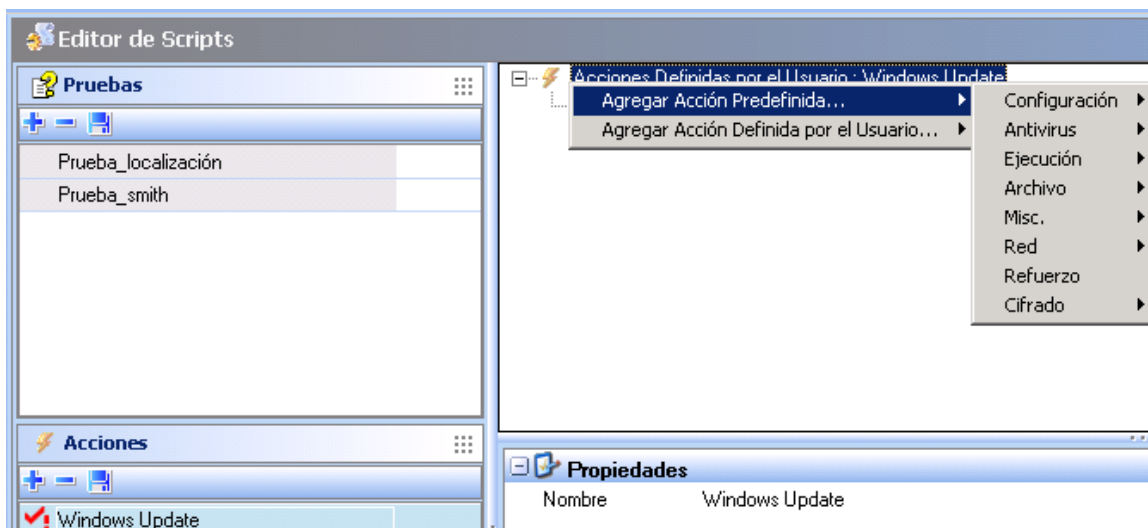 Editor de Scripts
Pruebas
Prueba_localización
Prueba_smith
Acciones
Windows Update
Acciones Definidas por el Usuario : Windows Update
Agregar Acción Predefinida...
Agregar Acción Definida por el Usuario...
Configuración
Antivirus
Ejecución
Archivo
Misc.
Red
Refuerzo
Cifrado
Propiedades
Nombre Windows Update